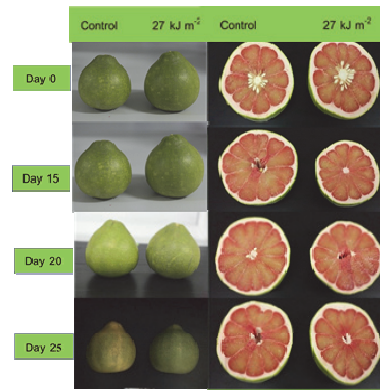 Control 27 kJ m⁻² Control 27 kJ m⁻²
Day 0
Day 15
Day 20
Day 25